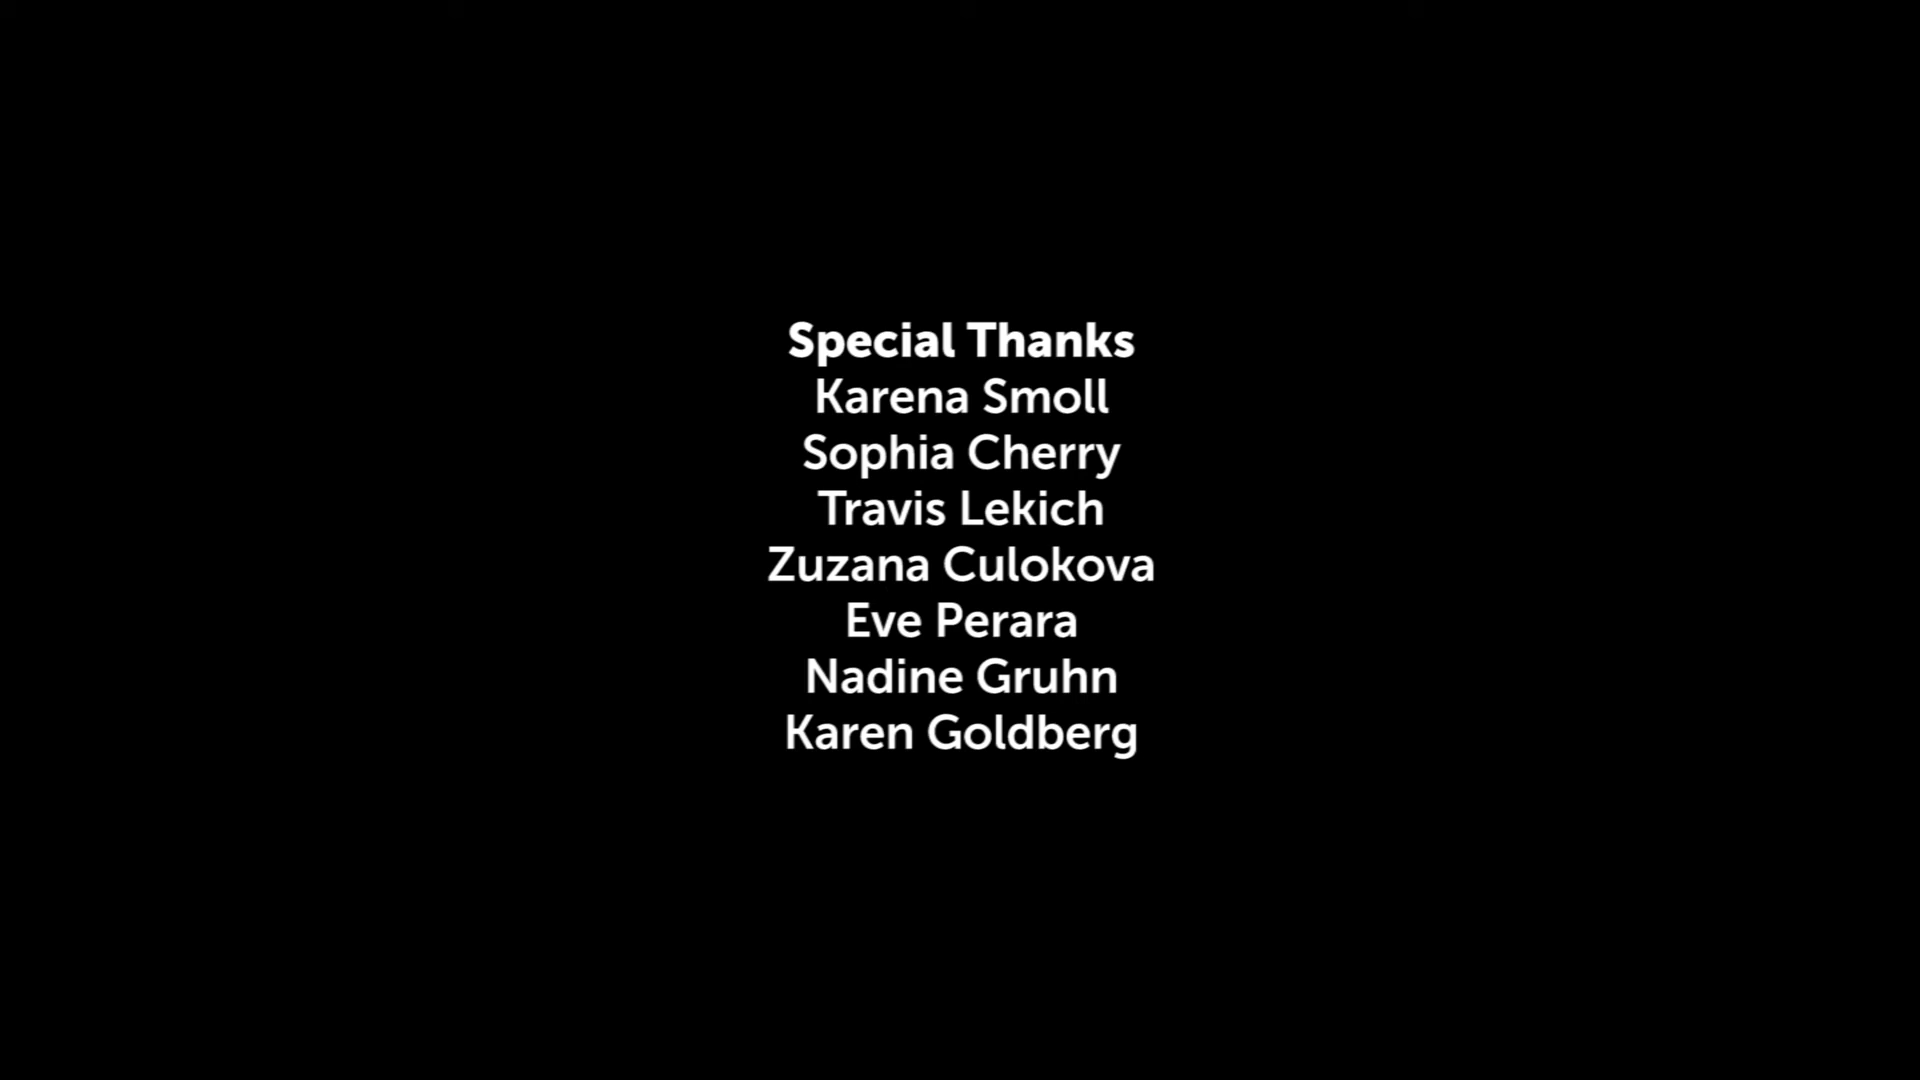 Special Thanks
Karena Smoll
Sophia Cherry
Travis Lekich
Zuzana Culokova
Eve Perara
Nadine Gruhn
Karen Goldberg